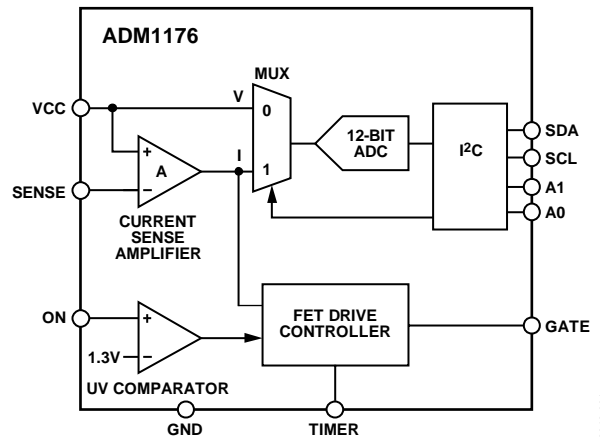 ADM1176
MUX
VCC
V
0
12-BIT
ADC
I²C
SDA
SCL
A1
A0
+
A
−
I
1
SENSE
CURRENT
SENSE
AMPLIFIER
ON
+
1.3V
−
UV COMPARATOR
FET DRIVE
CONTROLLER
GATE
GND
TIMER